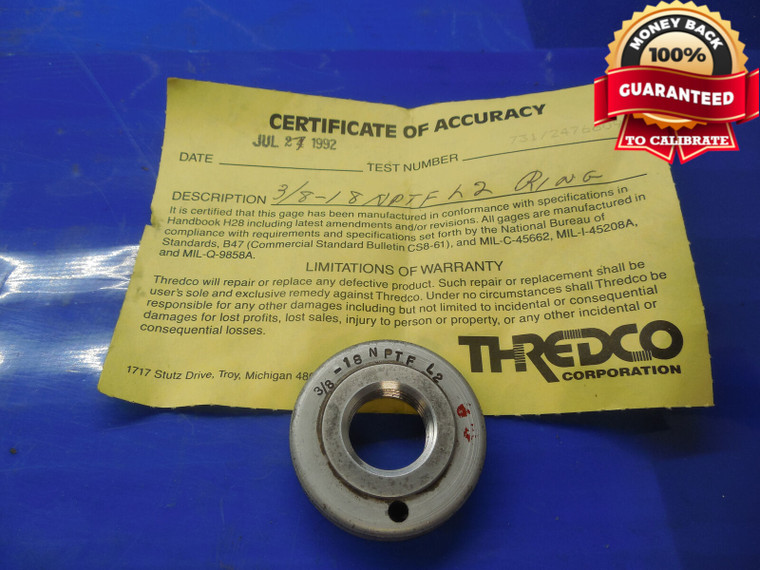 MONEY BACK
100%
GUARANTEED
TO CALIBRATE
CERTIFICATE OF ACCURACY
DATE JUL 27 1992 TEST NUMBER
DESCRIPTION 3/8-18 NPTF L2 RING
It is certified that this gage has been manufactured in conformance with specifications in
Handbook H28 including latest amendments and/or revisions. All gages are manufactured in
compliance with requirements and specifications set forth by the National Bureau of
Standards, B47 (Commercial Standard Bulletin CS8-61), and MIL-C-45662, MIL-I-45208A,
and MIL-Q-9858A.
LIMITATIONS OF WARRANTY
Thredco will repair or replace any defective product. Such repair or replacement shall be
user's sole and exclusive remedy against Thredco. Under no circumstances shall Thredco be
responsible for any other damages including but not limited to incidental or consequential
damages for lost profits, lost sales, injury to person or property, or any other incidental or
consequential losses.
THREDCO
CORPORATION
1717 Stutz Drive, Troy, Michigan
3/8-18 NPTF L2